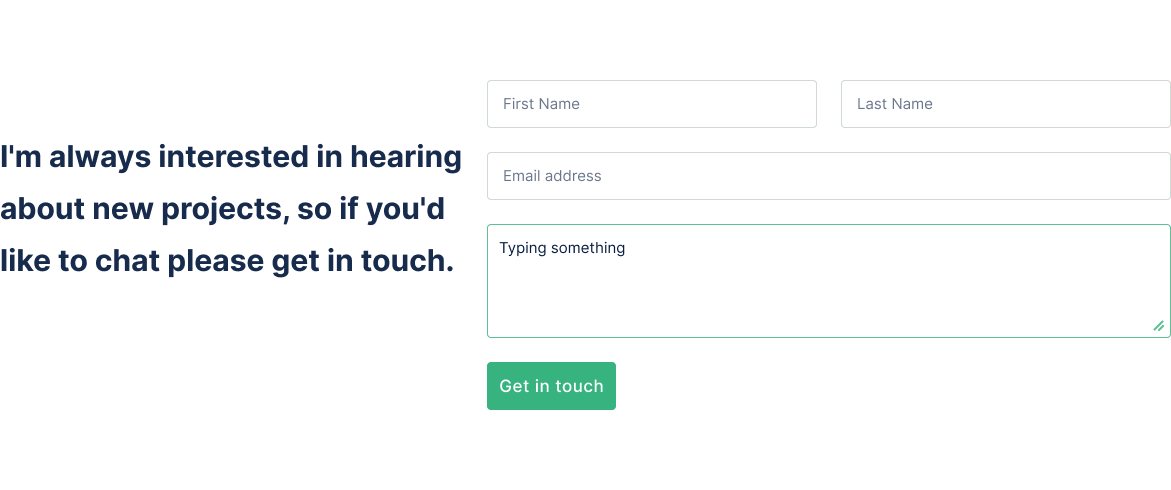 I'm always interested in hearing
about new projects, so if you'd
like to chat please get in touch.
First Name
Last Name
Email address
Typing something
Get in touch